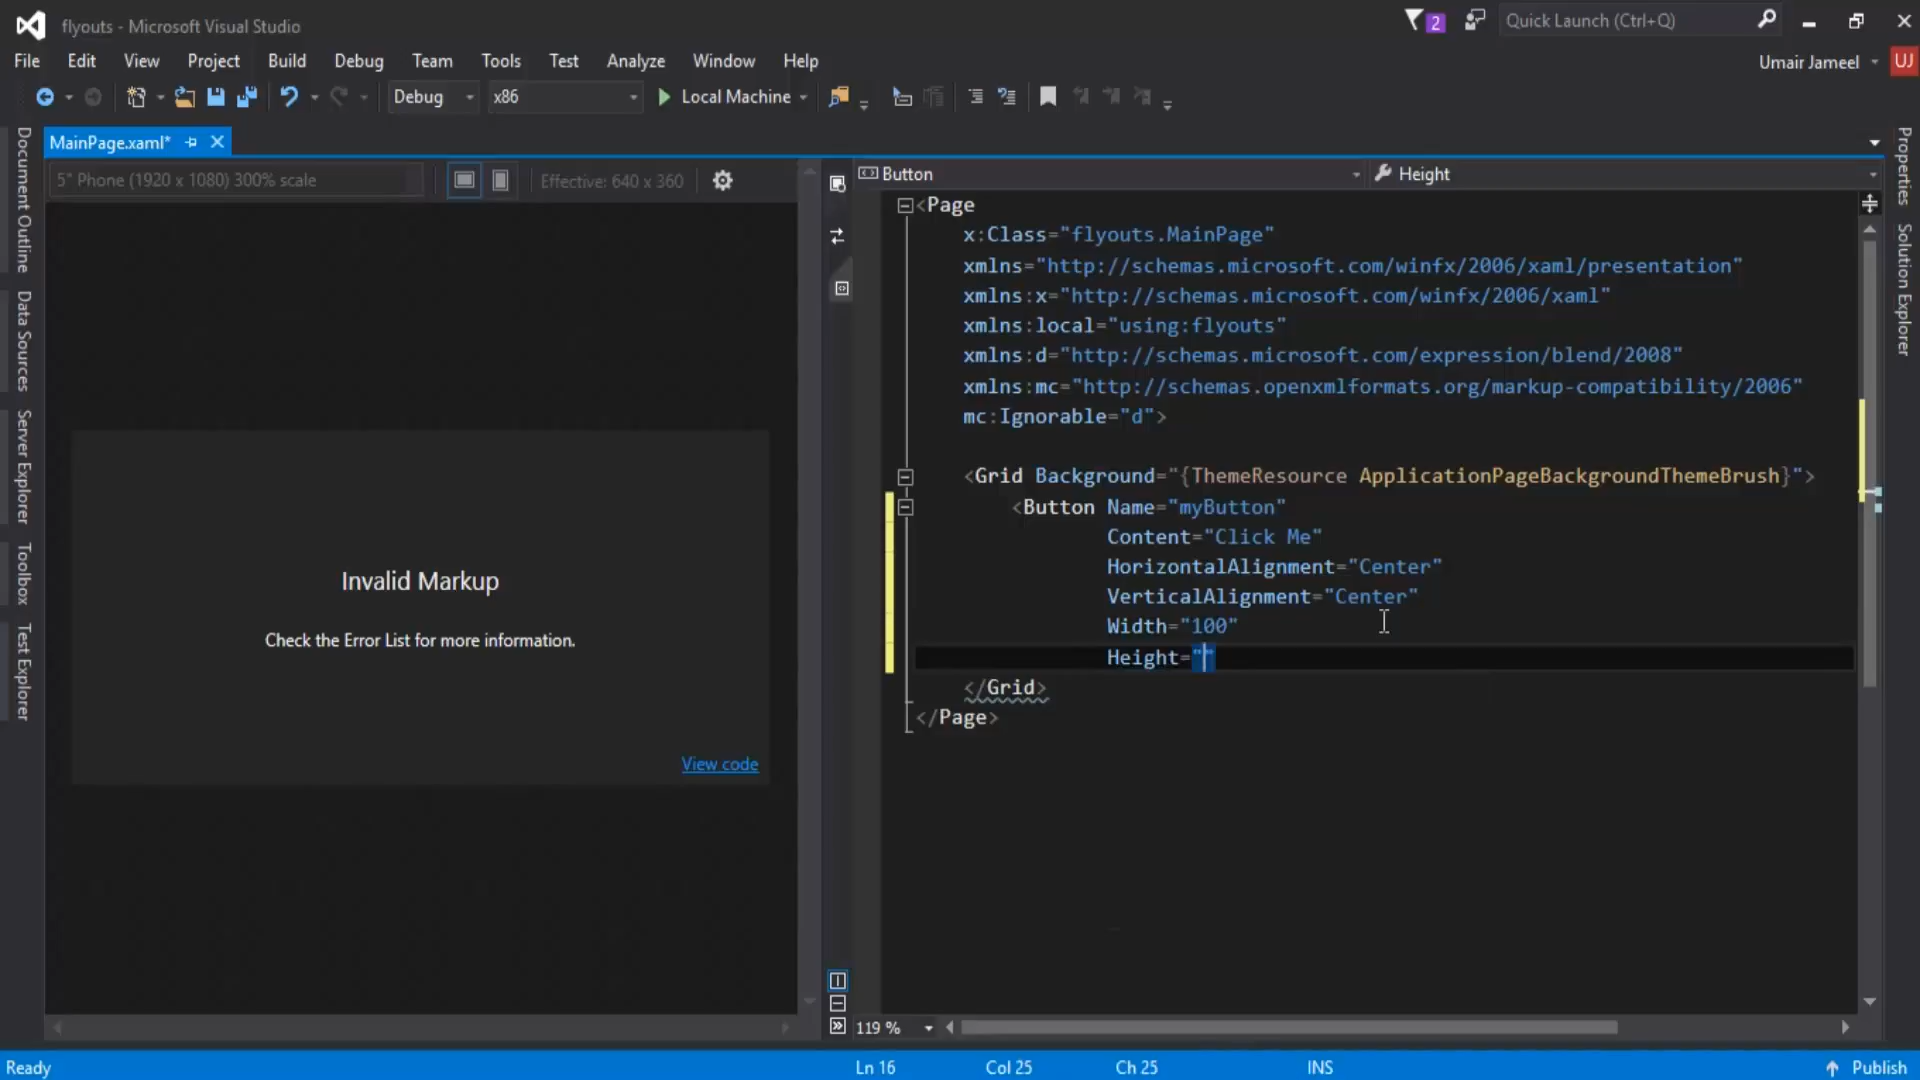 flyouts - Microsoft Visual Studio
2
Quick Launch (Ctrl+Q)
File Edit View Project Build Debug Team Tools Test Analyze Window Help
Umair Jameel
UJ
Debug
x86
Local Machine
MainPage.xaml*
5" Phone (1920 x 1080) 300% scale
Effective: 640 x 360
Document Outline
Data Sources
Server Explorer
Toolbox
Test Explorer
Invalid Markup
Check the Error List for more information.
View code
Button
Height
<Page
x:Class="flyouts.MainPage"
xmlns="http://schemas.microsoft.com/winfx/2006/xaml/presentation"
xmlns:x="http://schemas.microsoft.com/winfx/2006/xaml"
xmlns:local="using:flyouts"
xmlns:d="http://schemas.microsoft.com/expression/blend/2008"
xmlns:mc="http://schemas.openxmlformats.org/markup-compatibility/2006"
mc:Ignorable="d">
<Grid Background="{ThemeResource ApplicationPageBackgroundThemeBrush}">
<Button Name="myButton"
Content="Click Me"
HorizontalAlignment="Center"
VerticalAlignment="Center"
Width="100"
Height=""
</Grid>
</Page>
Properties
Solution Explorer
119 %
Ready
Ln 16
Col 25
Ch 25
INS
Publish